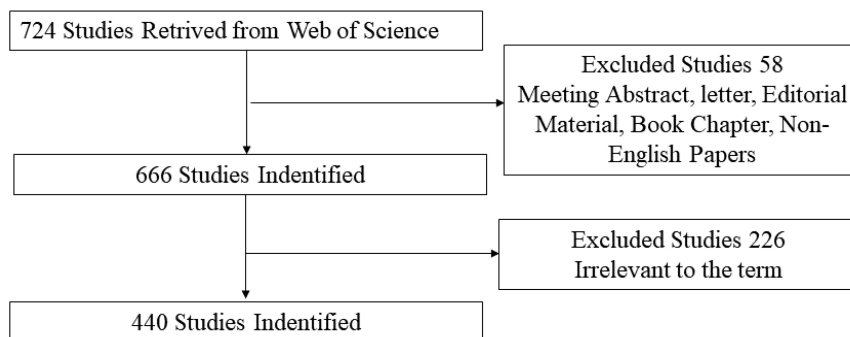 724 Studies Retrived from Web of Science
Excluded Studies 58
Meeting Abstract, letter, Editorial
Material, Book Chapter, Non-
English Papers
666 Studies Indentified
Excluded Studies 226
Irrelevant to the term
440 Studies Indentified